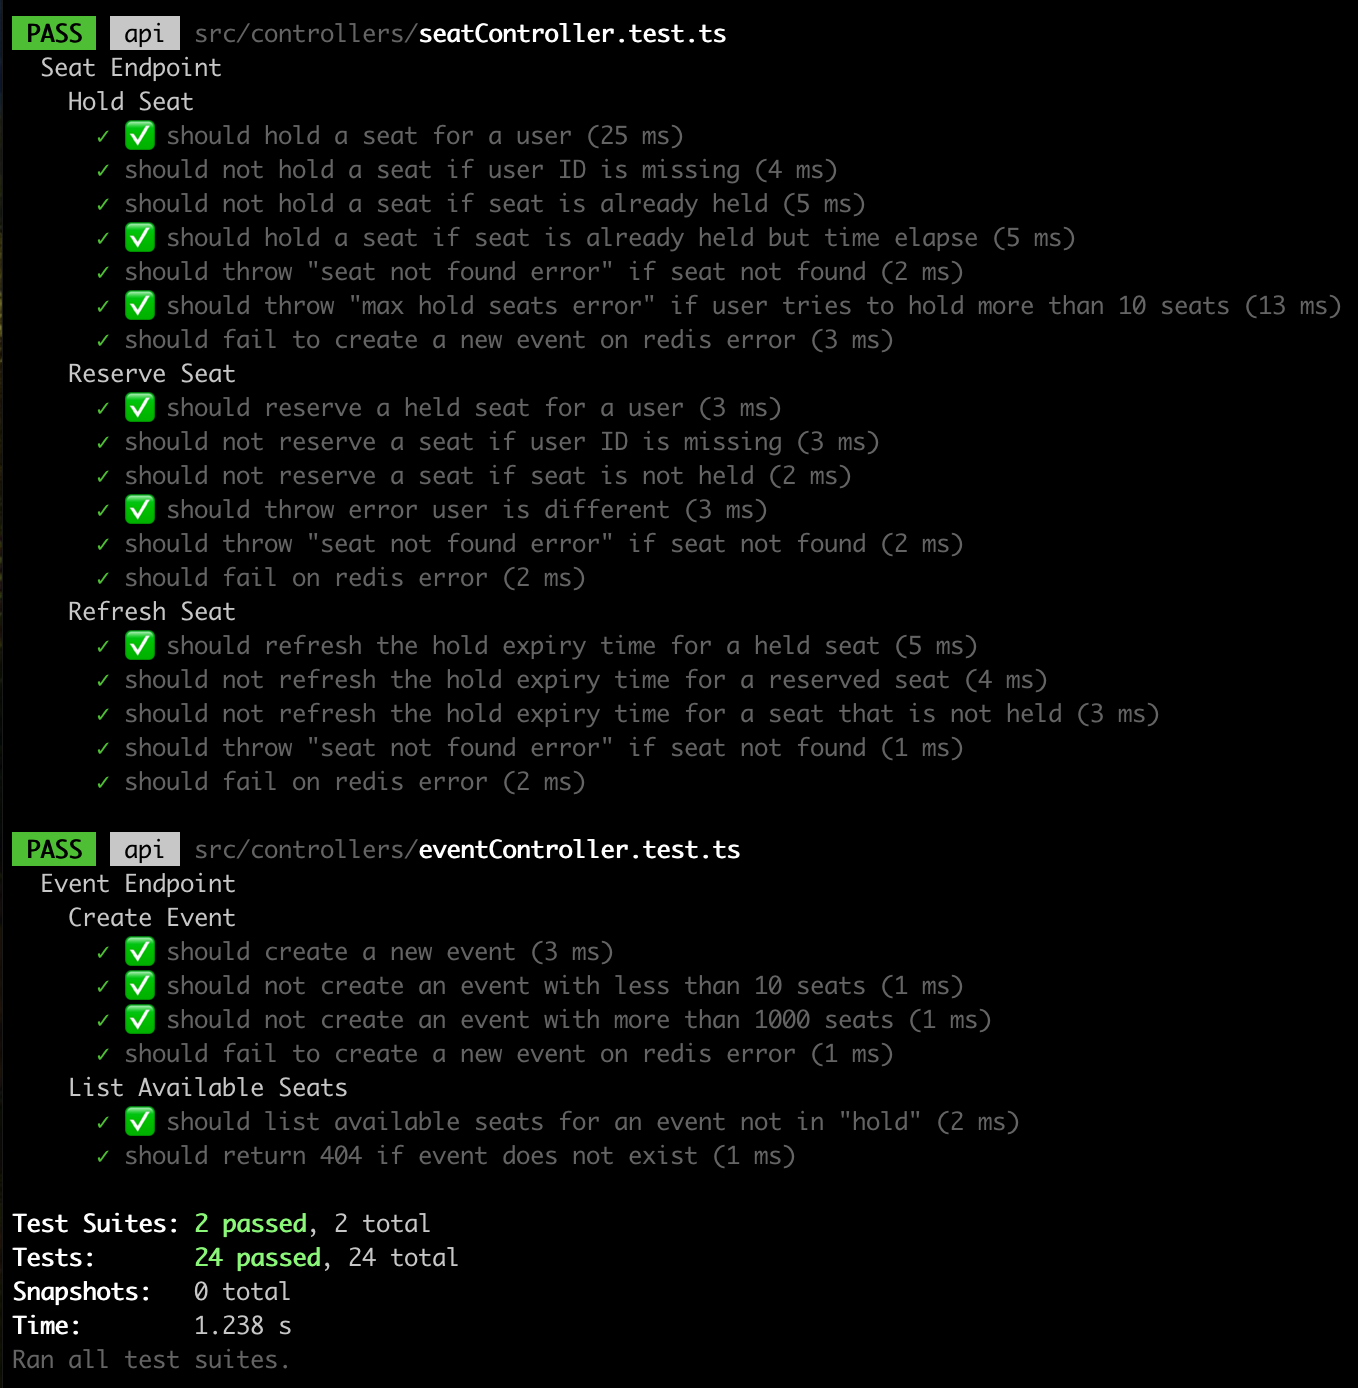 PASS api src/controllers/seatController.test.ts
Seat Endpoint
Hold Seat
✓ ✅ should hold a seat for a user (25 ms)
✓ should not hold a seat if user ID is missing (4 ms)
✓ should not hold a seat if seat is already held (5 ms)
✓ ✅ should hold a seat if seat is already held but time elapse (5 ms)
✓ should throw "seat not found error" if seat not found (2 ms)
✓ ✅ should throw "max hold seats error" if user tries to hold more than 10 seats (13 ms)
✓ should fail to create a new event on redis error (3 ms)
Reserve Seat
✓ ✅ should reserve a held seat for a user (3 ms)
✓ should not reserve a seat if user ID is missing (3 ms)
✓ should not reserve a seat if seat is not held (2 ms)
✓ ✅ should throw error user is different (3 ms)
✓ should throw "seat not found error" if seat not found (2 ms)
✓ should fail on redis error (2 ms)
Refresh Seat
✓ ✅ should refresh the hold expiry time for a held seat (5 ms)
✓ should not refresh the hold expiry time for a reserved seat (4 ms)
✓ should not refresh the hold expiry time for a seat that is not held (3 ms)
✓ should throw "seat not found error" if seat not found (1 ms)
✓ should fail on redis error (2 ms)
PASS api src/controllers/eventController.test.ts
Event Endpoint
Create Event
✓ ✅ should create a new event (3 ms)
✓ ✅ should not create an event with less than 10 seats (1 ms)
✓ ✅ should not create an event with more than 1000 seats (1 ms)
✓ should fail to create a new event on redis error (1 ms)
List Available Seats
✓ ✅ should list available seats for an event not in "hold" (2 ms)
✓ should return 404 if event does not exist (1 ms)
Test Suites: 2 passed, 2 total
Tests: 24 passed, 24 total
Snapshots: 0 total
Time: 1.238 s
Ran all test suites.